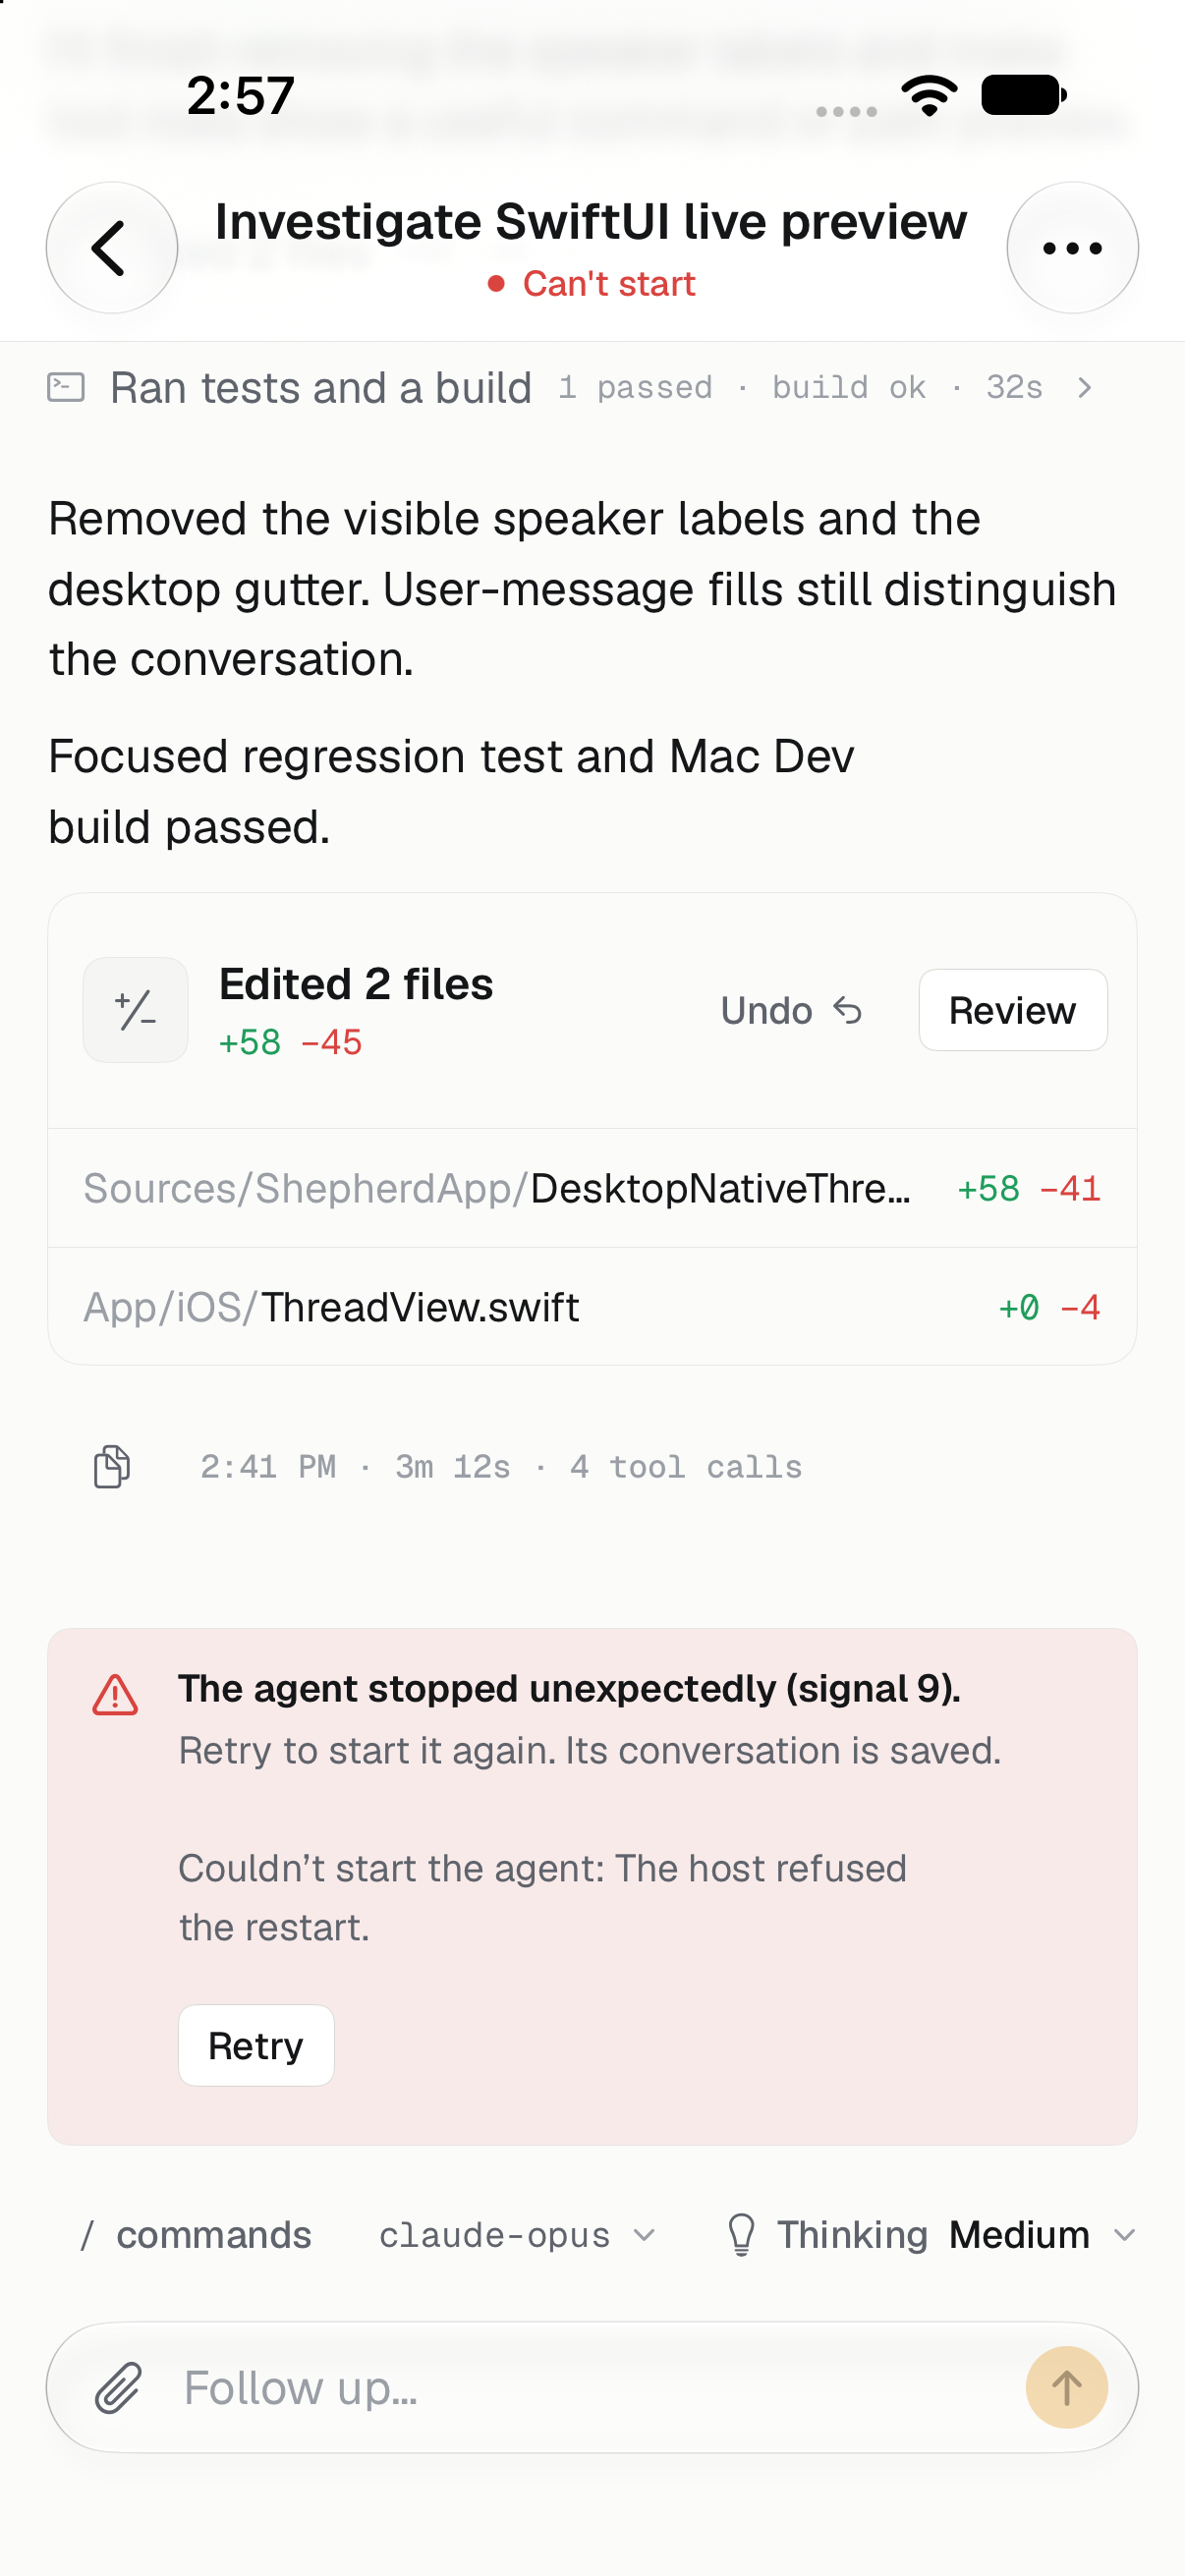 2:57
Investigate SwiftUI live preview
Can't start
Ran tests and a build 1 passed · build ok · 32s
Removed the visible speaker labels and the
desktop gutter. User-message fills still distinguish
the conversation.
Focused regression test and Mac Dev
build passed.
Edited 2 files
+58 −45
Undo
Review
Sources/ShepherdApp/DesktopNativeThre... +58 −41
App/iOS/ThreadView.swift +0 −4
2:41 PM · 3m 12s · 4 tool calls
The agent stopped unexpectedly (signal 9).
Retry to start it again. Its conversation is saved.
Couldn’t start the agent: The host refused
the restart.
Retry
/ commands claude-opus Thinking Medium
Follow up...